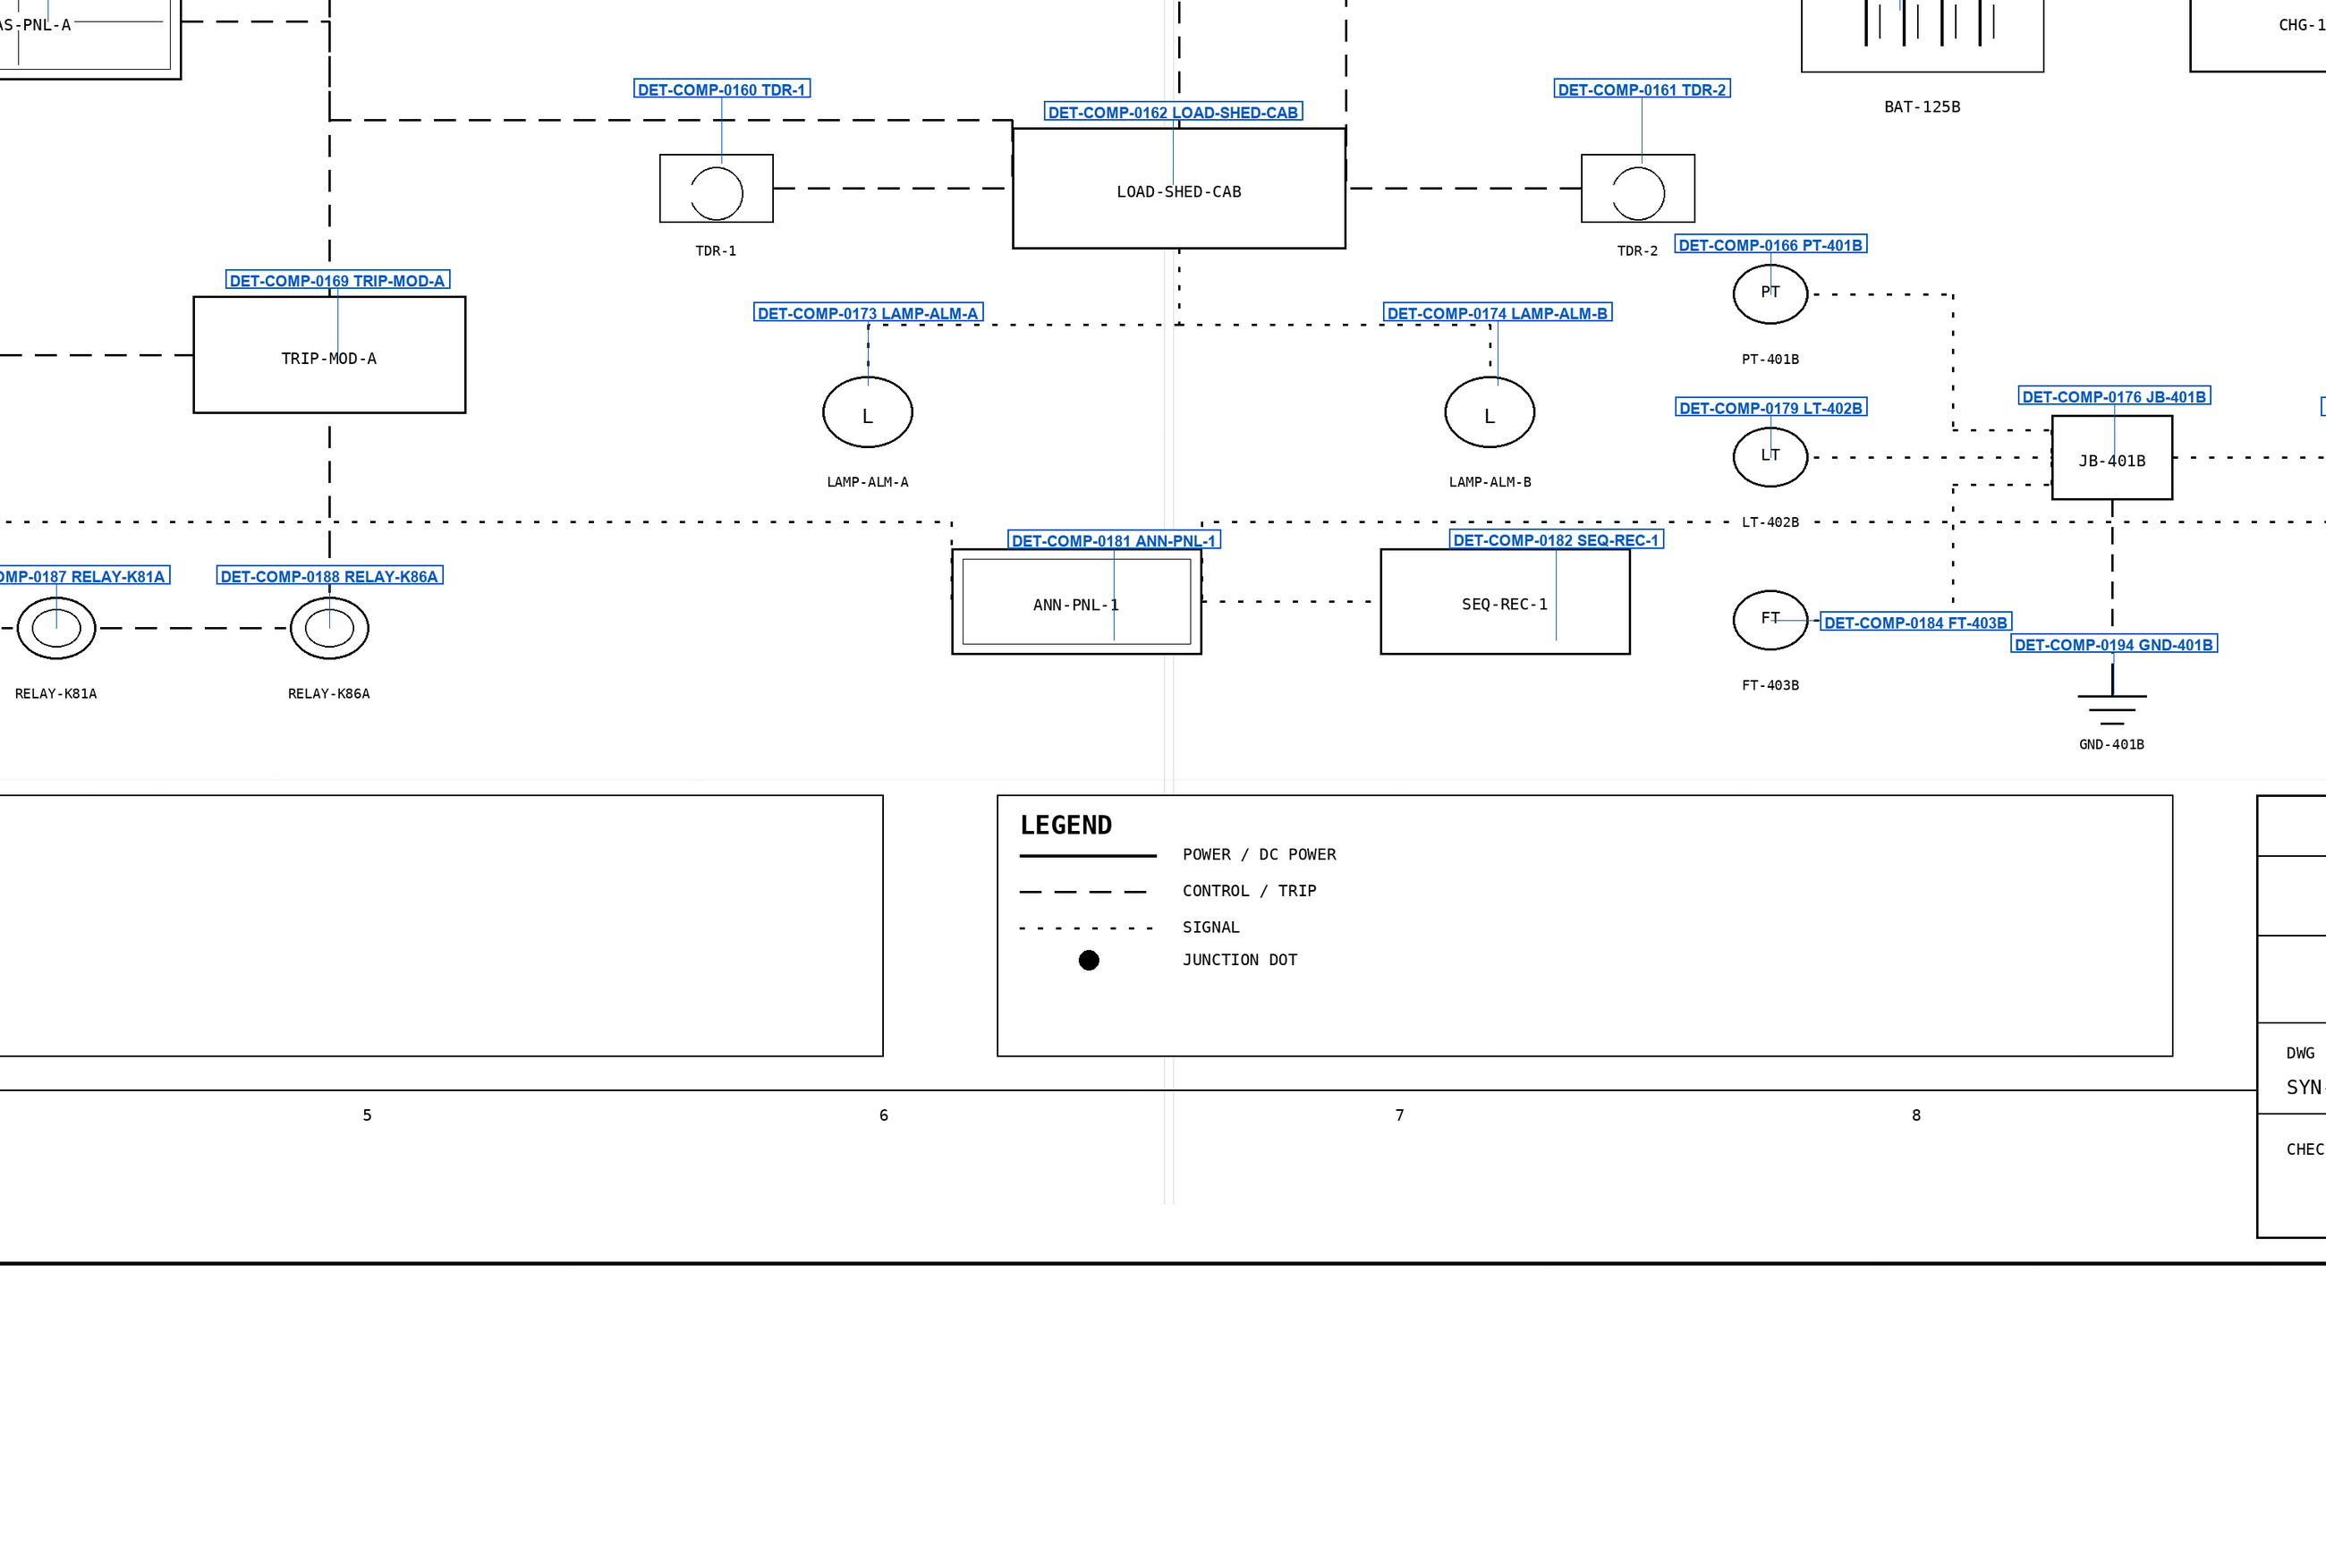 AS-PNL-A
CHG-1
BAT-125B
DET-COMP-0160 TDR-1
DET-COMP-0161 TDR-2
DET-COMP-0162 LOAD-SHED-CAB
LOAD-SHED-CAB
TDR-1
TDR-2
DET-COMP-0166 PT-401B
PT
PT-401B
DET-COMP-0169 TRIP-MOD-A
TRIP-MOD-A
DET-COMP-0173 LAMP-ALM-A
DET-COMP-0174 LAMP-ALM-B
L
L
LAMP-ALM-A
LAMP-ALM-B
DET-COMP-0176 JB-401B
JB-401B
DET-COMP-0179 LT-402B
LT
LT-402B
DET-COMP-0181 ANN-PNL-1
ANN-PNL-1
DET-COMP-0182 SEQ-REC-1
SEQ-REC-1
OMP-0187 RELAY-K81A
DET-COMP-0188 RELAY-K86A
RELAY-K81A
RELAY-K86A
FT
DET-COMP-0184 FT-403B
FT-403B
DET-COMP-0194 GND-401B
GND-401B
LEGEND
POWER / DC POWER
CONTROL / TRIP
SIGNAL
JUNCTION DOT
DWG
SYN-
CHEC
5
6
7
8